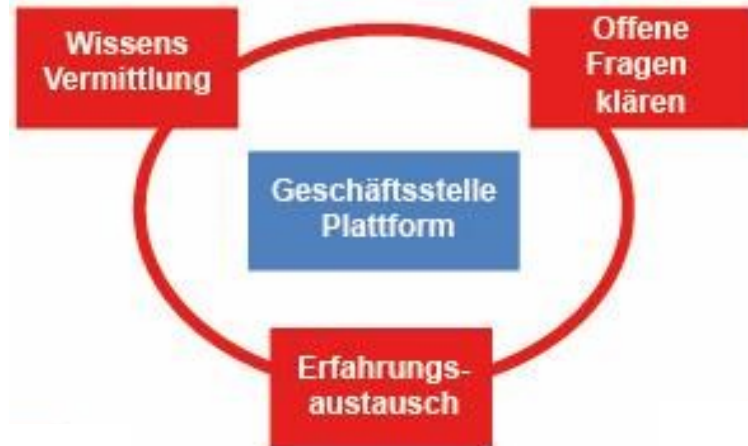 Wissens
Vermittlung
Offene
Fragen
klären
Geschäftsstelle
Plattform
Erfahrungs-
austausch